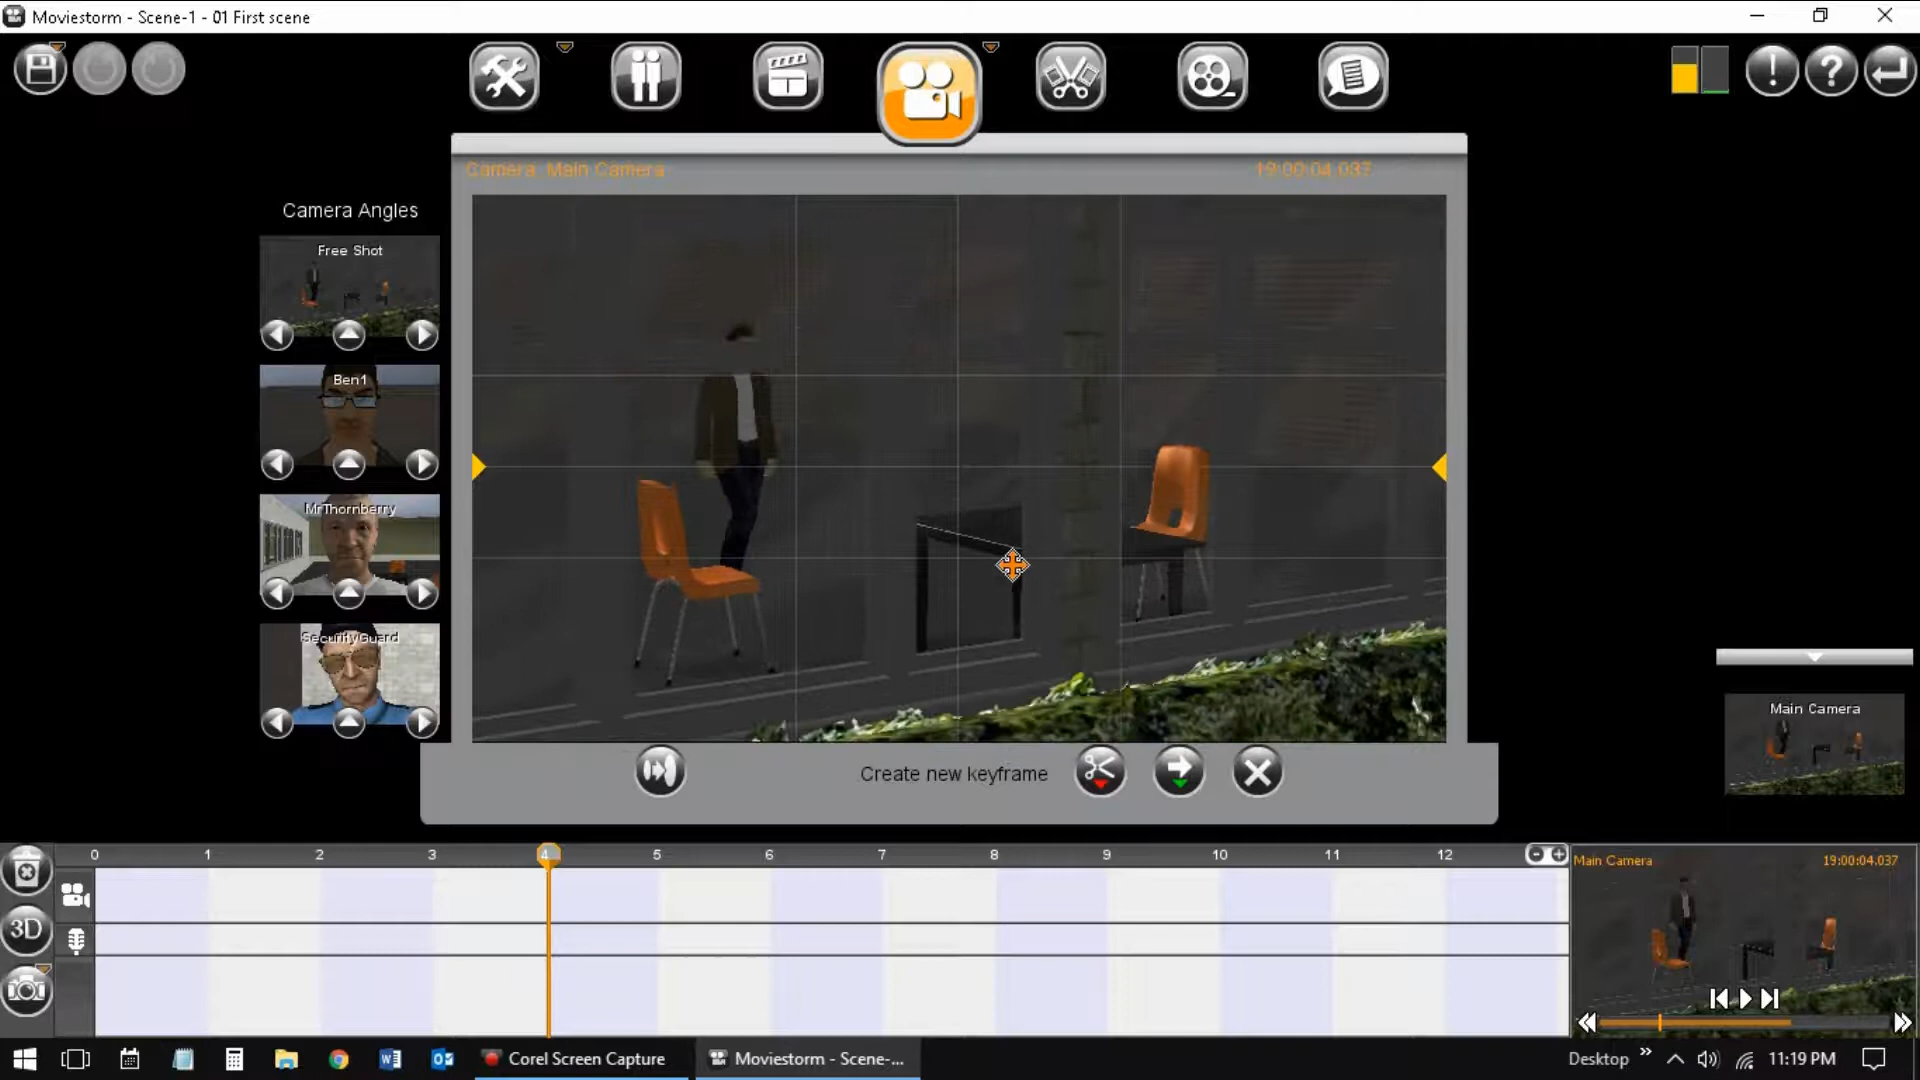 Moviestorm - Scene-1 - 01 First scene
Camera: Main Camera
19:00:04.037
Camera Angles
Free Shot
Ben1
MrThornberry
SecurityGuard
Main Camera
Create new keyframe
0 1 2 3 4 5 6 7 8 9 10 11 12
Main Camera 19:00:04.037
3D
Corel Screen Capture
Moviestorm - Scene-...
Desktop
11:19 PM